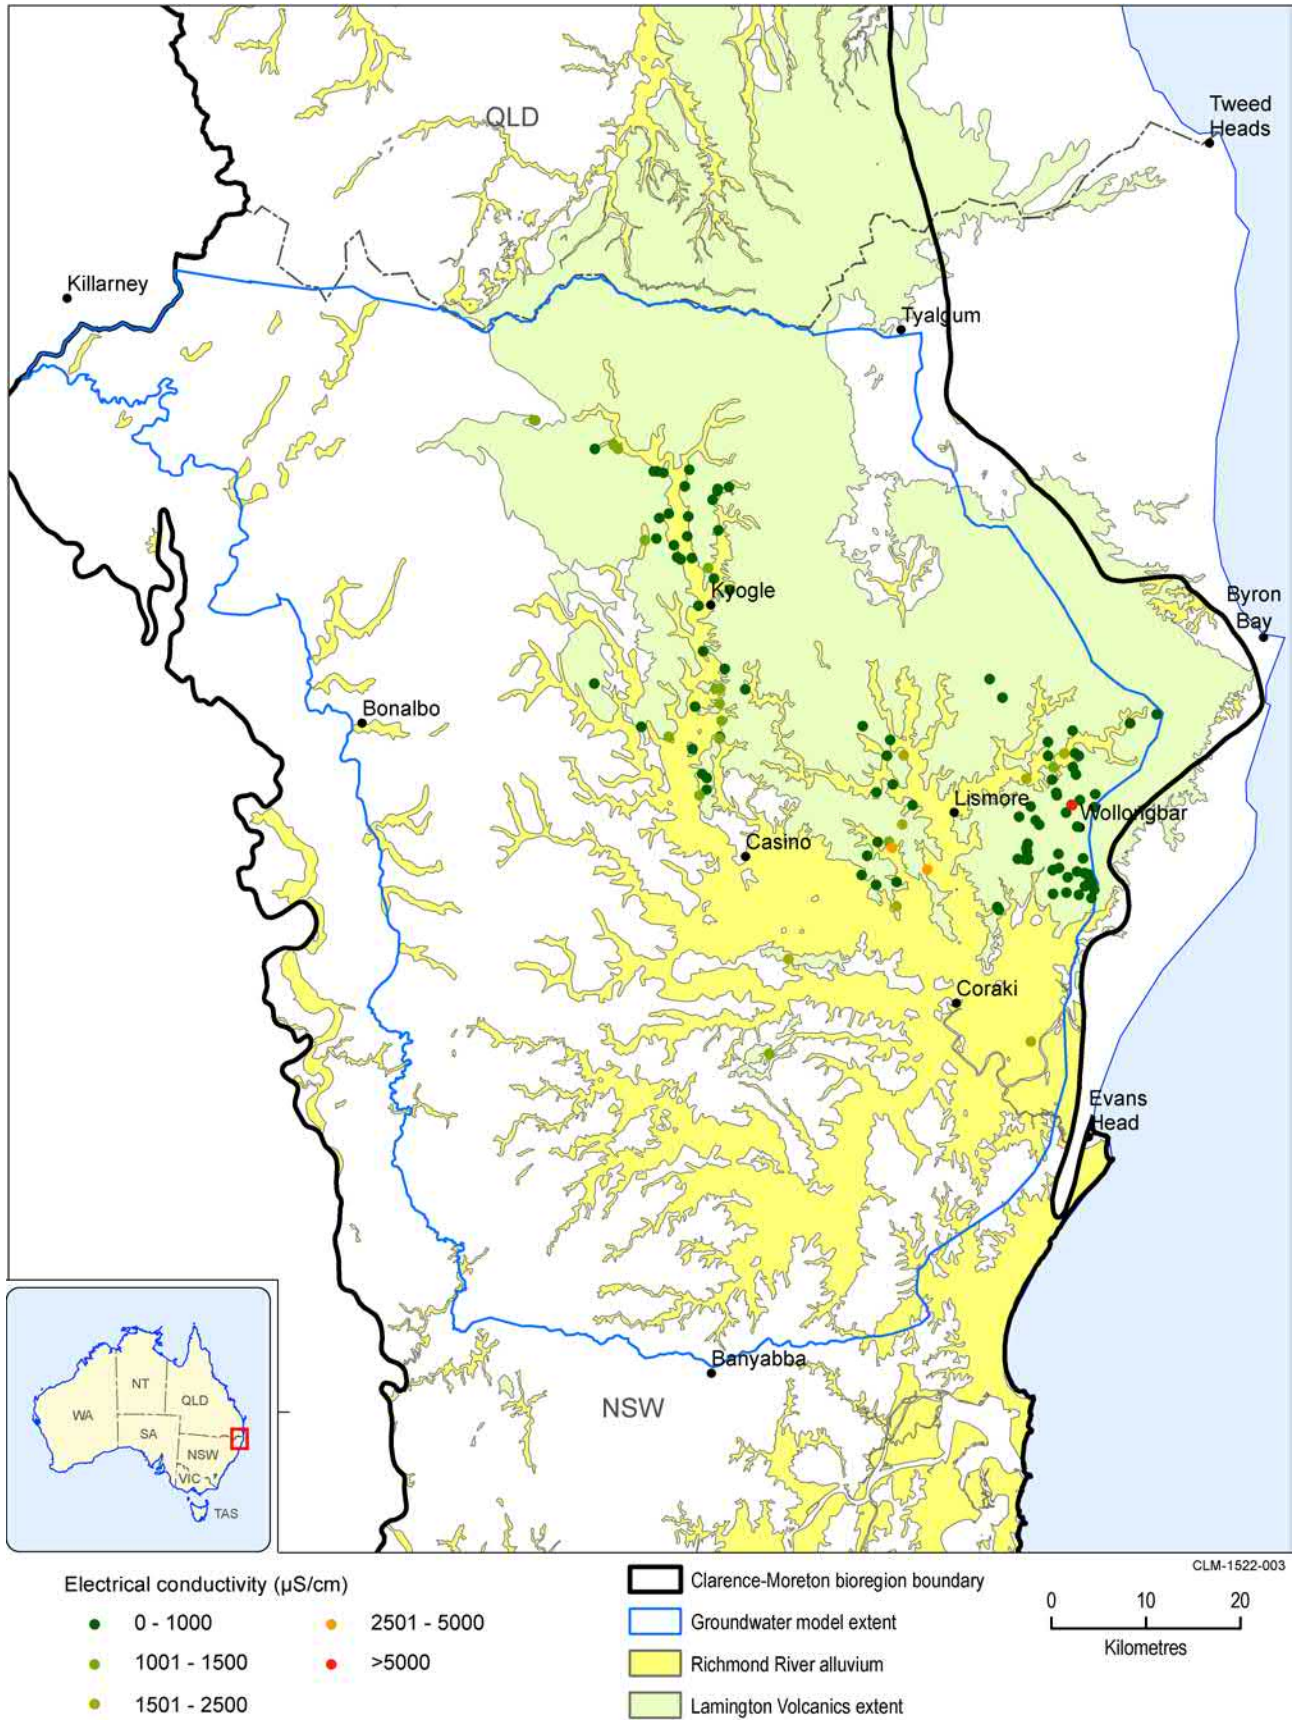 QLD
Tweed
Heads
Killarney
Tyalgum
Kyogle
Byron
Bay
Bonalbo
Lismore
Wollongbar
Casino
Coraki
Evans
Head
Banyabba
NSW
NT
QLD
WA
SA
NSW
VIC
TAS
CLM-1522-003
Electrical conductivity (µS/cm)
0 - 1000
1001 - 1500
1501 - 2500
2501 - 5000
>5000
Clarence-Moreton bioregion boundary
Groundwater model extent
Richmond River alluvium
Lamington Volcanics extent
0 10 20
Kilometres